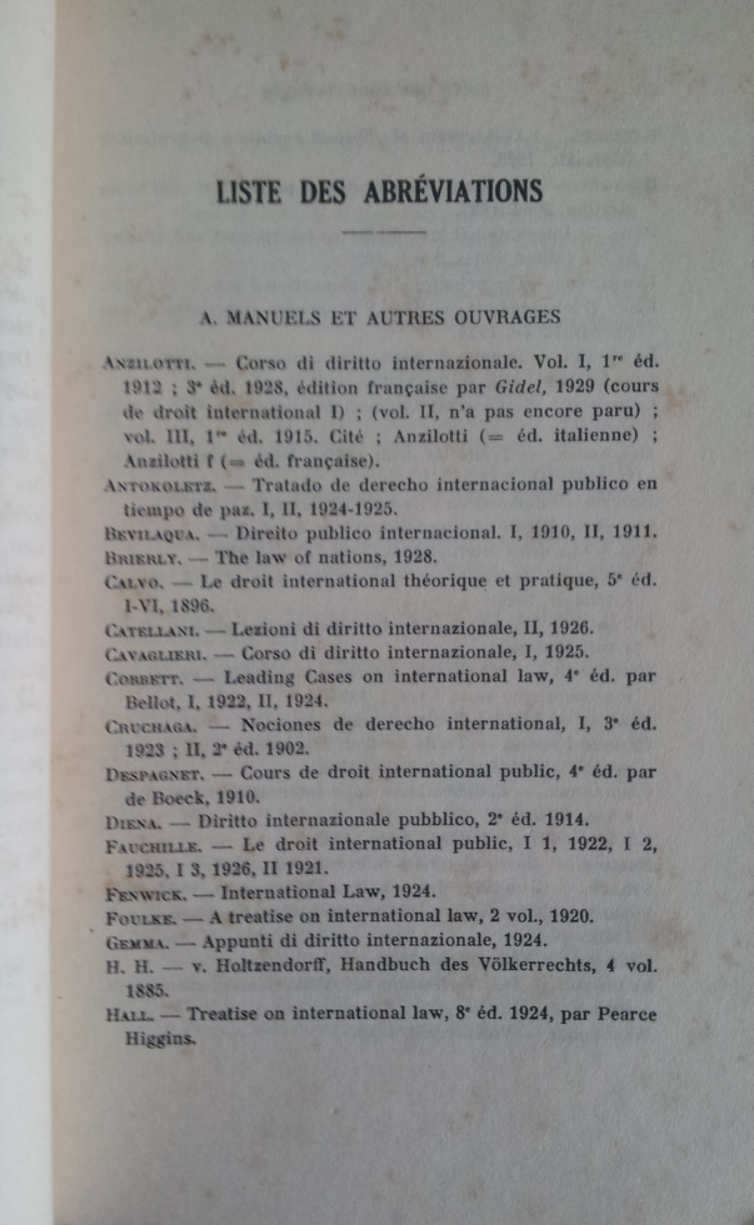 LISTE DES ABRÉVIATIONS
A. MANUELS ET AUTRES OUVRAGES
ANZILOTTI. — Corso di diritto internazionale. Vol. I, 1re éd.
1912 ; 3e éd. 1928, édition française par Gidel, 1929 (cours
de droit international I) ; (vol. II, n'a pas encore paru) ;
vol. III, 1re éd. 1915. Cité ; Anzilotti (= éd. italienne) ;
Anzilotti f (= éd. française).
ANTOKOLETZ. — Tratado de derecho internacional publico en
tiempo de paz. I, II, 1924-1925.
BEVILAQUA. — Direito publico internacional. I, 1910, II, 1911.
BRIERLY. — The law of nations, 1928.
CALVO. — Le droit international théorique et pratique, 5e éd.
I-VI, 1896.
CATELLANI. — Lezioni di diritto internazionale, II, 1926.
CAVAGLIERI. — Corso di diritto internazionale, I, 1925.
COBBETT. — Leading Cases on international law, 4e éd. par
Bellot, I, 1922, II, 1924.
CRUCHAGA. — Nociones de derecho international, I, 3e éd.
1923 ; II, 2e éd. 1902.
DESPAGNET. — Cours de droit international public, 4e éd. par
de Boeck, 1910.
DIENA. — Diritto internazionale pubblico, 2e éd. 1914.
FAUCHILLE. — Le droit international public, I 1, 1922, I 2,
1925, I 3, 1926, II 1921.
FENWICK. — International Law, 1924.
FOULKE. — A treatise on international law, 2 vol., 1920.
GEMMA. — Appunti di diritto internazionale, 1924.
H. H. — v. Holtzendorff, Handbuch des Völkerrechts, 4 vol.
1885.
HALL. — Treatise on international law, 8e éd. 1924, par Pearce
Higgins.